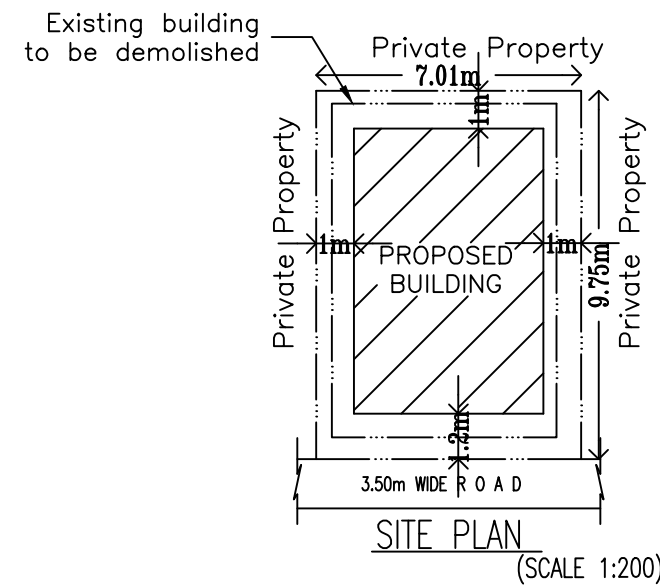 Existing building
to be demolished
Private Property
7.01m
1m
Private Property
Private Property
1m
1m
PROPOSED
BUILDING
9.75m
1.2m
3.50m WIDE R O A D
SITE PLAN
(SCALE 1:200)